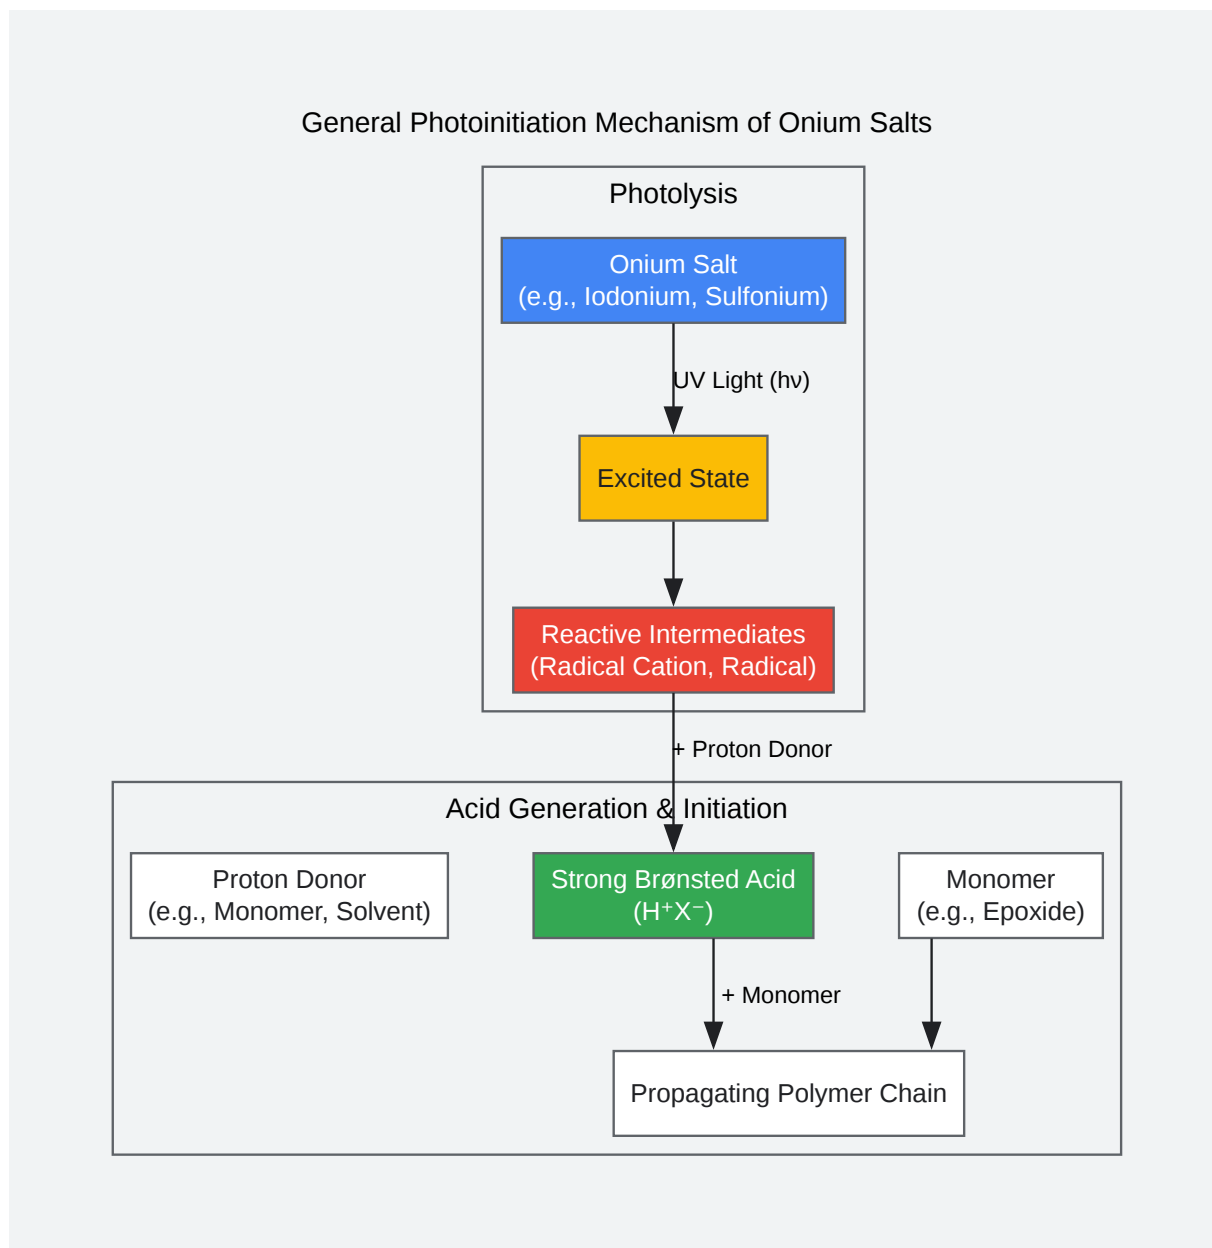 General Photoinitiation Mechanism of Onium Salts
Photolysis
Onium Salt
(e.g., Iodonium, Sulfonium)
UV Light (hν)
Excited State
Reactive Intermediates
(Radical Cation, Radical)
+ Proton Donor
Acid Generation & Initiation
Proton Donor
(e.g., Monomer, Solvent)
Strong Brønsted Acid
(H⁺X⁻)
Monomer
(e.g., Epoxide)
+ Monomer
Propagating Polymer Chain